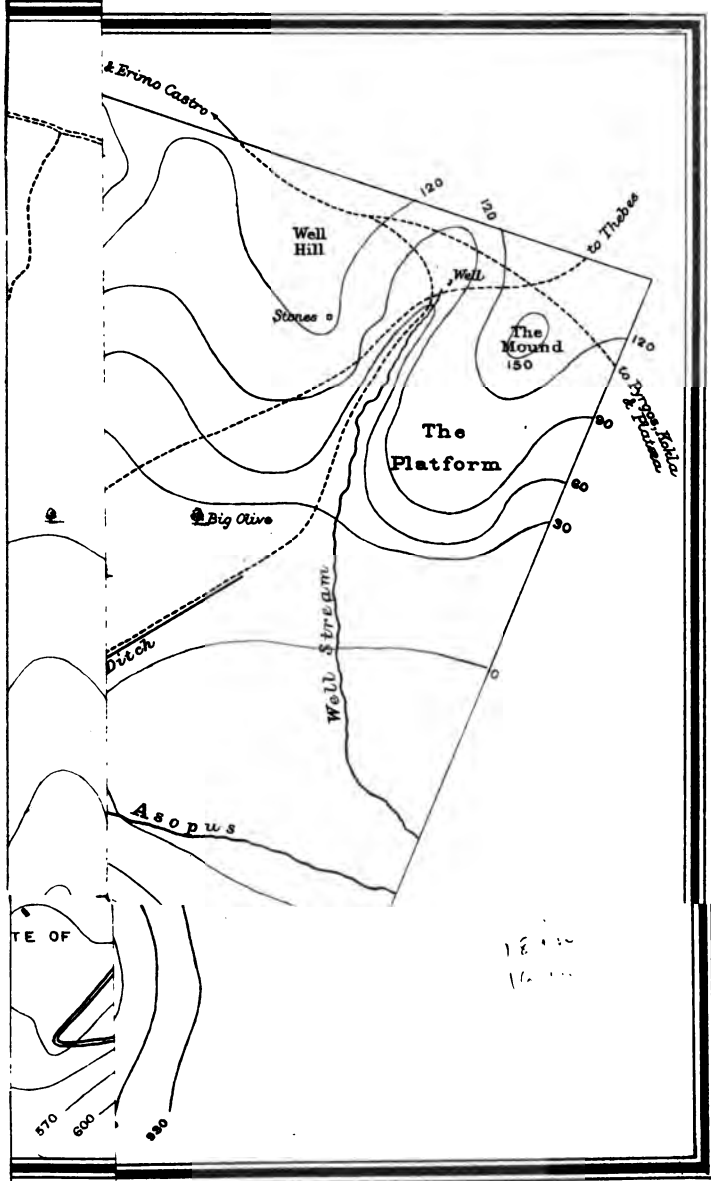 & Erimo Castro
120
120
to Thebes
Well
Hill
Well
Stones
The
Mound
150
120
to Pyrgos, Kokla
& Plataea
The
Platform
90
60
30
Big Olive
Ditch
Well Stream
0
Asopus
TE OF
570
600